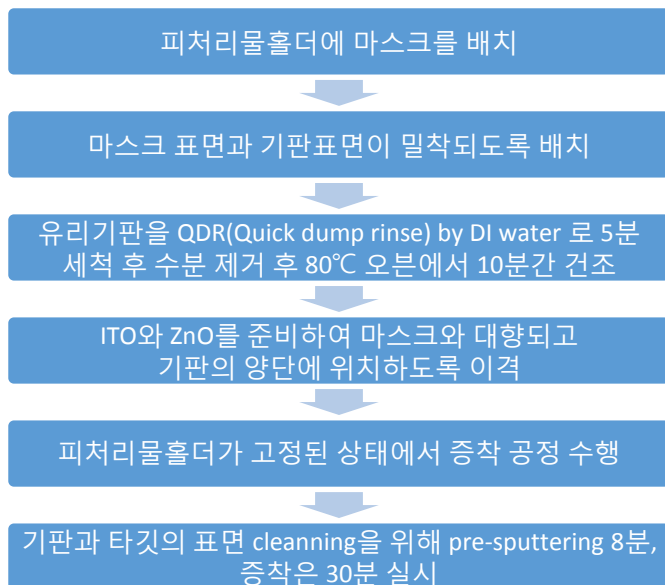 피처리물홀더에 마스크를 배치
마스크 표면과 기판표면이 밀착되도록 배치
유리기판을 QDR(Quick dump rinse) by DI water 로 5분
세척 후 수분 제거 후 80℃ 오븐에서 10분간 건조
ITO와 ZnO를 준비하여 마스크와 대향되고
기판의 양단에 위치하도록 이격
피처리물홀더가 고정된 상태에서 증착 공정 수행
기판과 타깃의 표면 cleanning을 위해 pre-sputtering 8분,
증착은 30분 실시